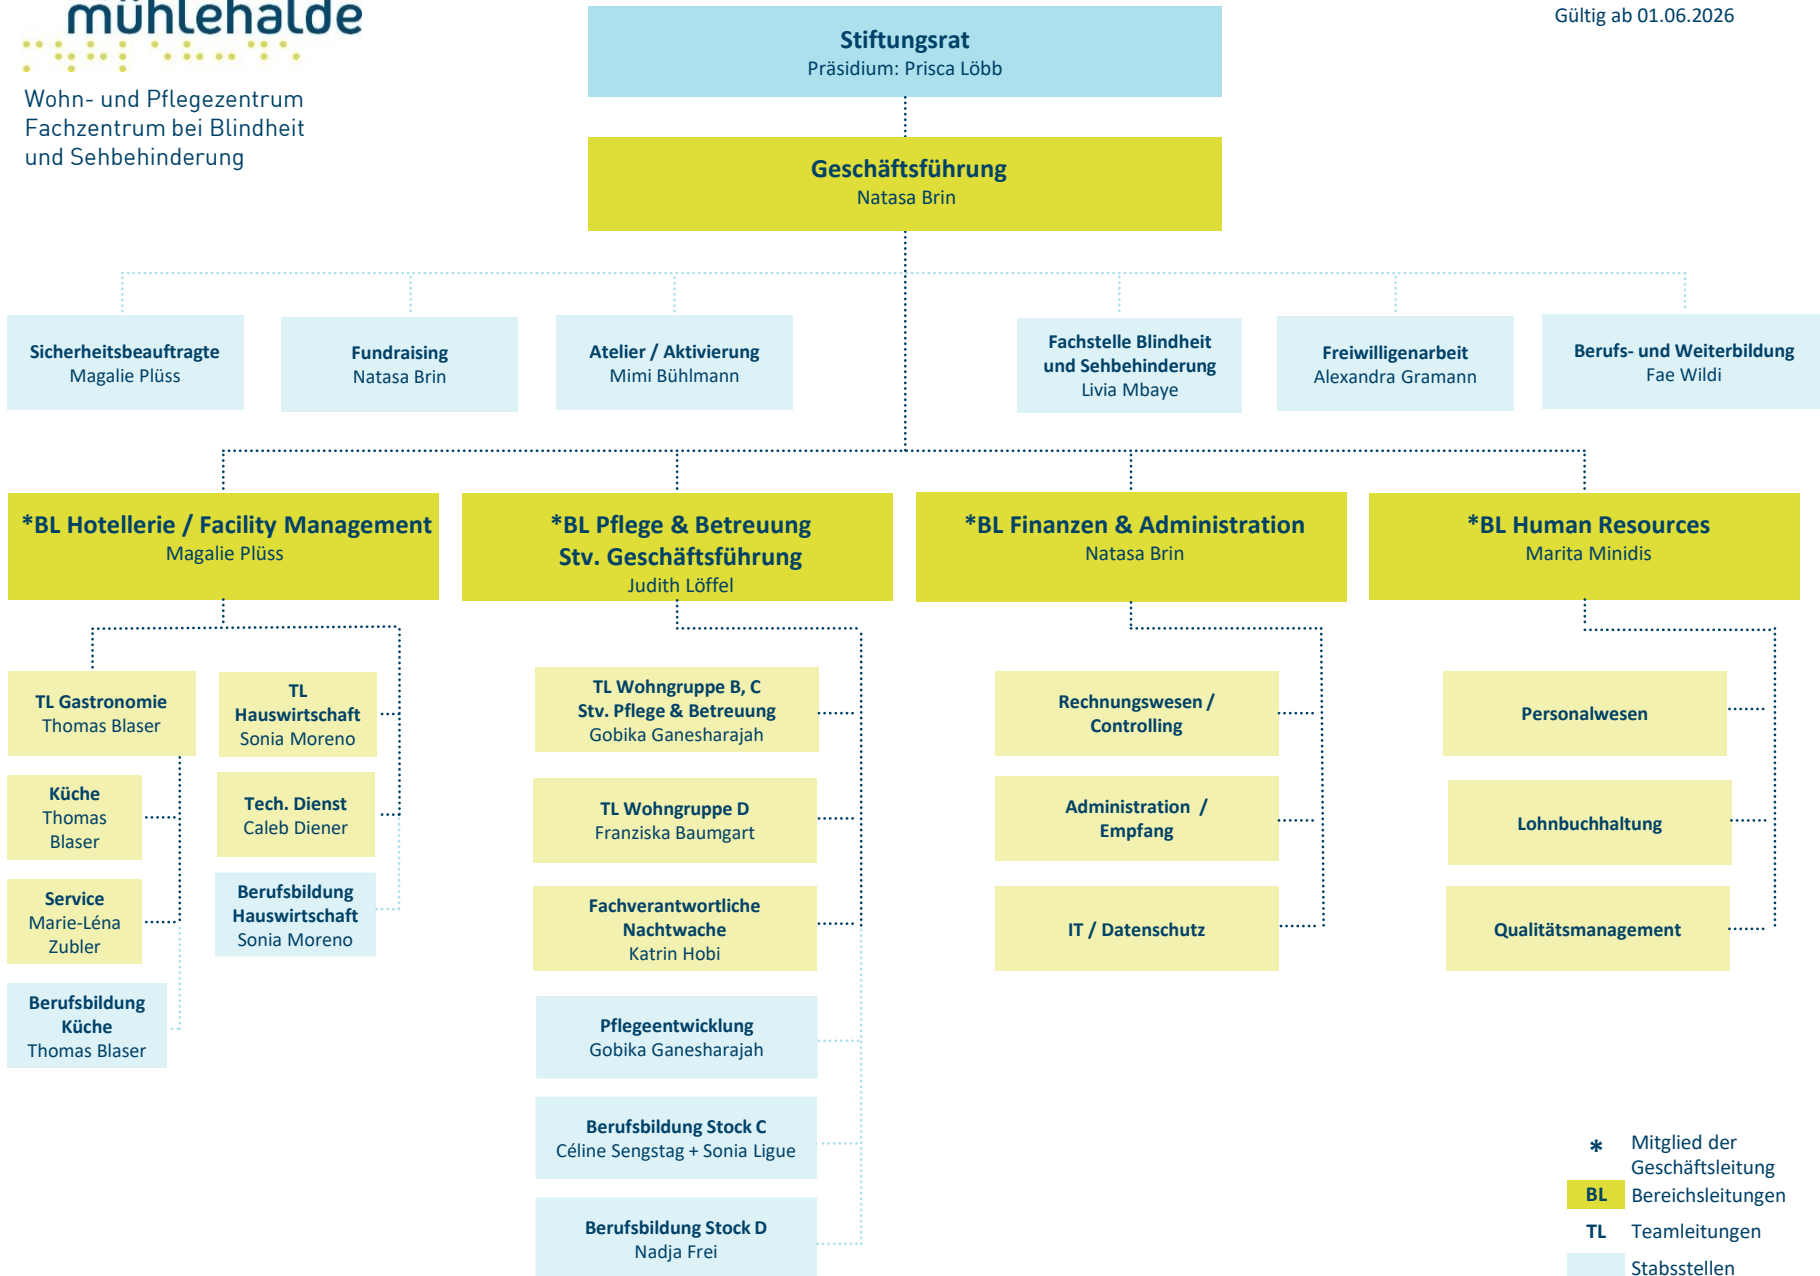 mühlehalde
Wohn- und Pflegezentrum
Fachzentrum bei Blindheit
und Sehbehinderung
Gültig ab 01.06.2026
Stiftungsrat
Präsidium: Prisca Löbb
Geschäftsführung
Natasa Brin
Sicherheitsbeauftragte
Magalie Plüss
Fundraising
Natasa Brin
Atelier / Aktivierung
Mimi Bühlmann
Fachstelle Blindheit
und Sehbehinderung
Livia Mbaye
Freiwilligenarbeit
Alexandra Gramann
Berufs- und Weiterbildung
Fae Wildi
*BL Hotellerie / Facility Management
Magalie Plüss
*BL Pflege & Betreuung
Stv. Geschäftsführung
Judith Löffel
*BL Finanzen & Administration
Natasa Brin
*BL Human Resources
Marita Minidis
TL Gastronomie
Thomas Blaser
Küche
Thomas
Blaser
Service
Marie-Léna
Zubler
Berufsbildung
Küche
Thomas Blaser
TL
Hauswirtschaft
Sonia Moreno
Tech. Dienst
Caleb Diener
Berufsbildung
Hauswirtschaft
Sonia Moreno
TL Wohngruppe B, C
Stv. Pflege & Betreuung
Gobika Ganesharajah
TL Wohngruppe D
Franziska Baumgart
Fachverantwortliche
Nachtwache
Katrin Hobi
Pflegeentwicklung
Gobika Ganesharajah
Berufsbildung Stock C
Céline Sengstag + Sonia Ligue
Berufsbildung Stock D
Nadja Frei
Rechnungswesen /
Controlling
Administration /
Empfang
IT / Datenschutz
Personalwesen
Lohnbuchhaltung
Qualitätsmanagement
* Mitglied der
Geschäftsleitung
BL Bereichsleitungen
TL Teamleitungen
Stabsstellen